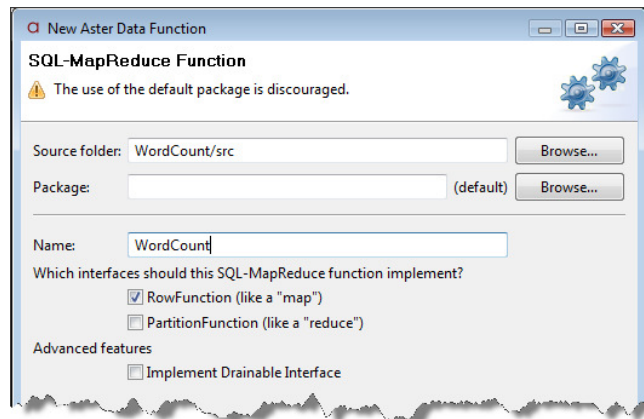 New Aster Data Function
SQL-MapReduce Function
The use of the default package is discouraged.
Source folder: WordCount/src Browse...
Package: (default) Browse...
Name: WordCount
Which interfaces should this SQL-MapReduce function implement?
RowFunction (like a "map")
PartitionFunction (like a "reduce")
Advanced features
Implement Drainable Interface